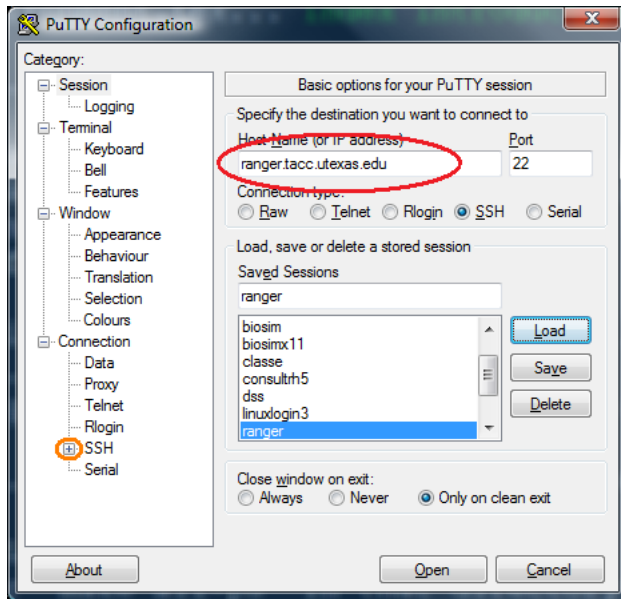 PuTTY Configuration
Category:
Session
Logging
Terminal
Keyboard
Bell
Features
Window
Appearance
Behaviour
Translation
Selection
Colours
Connection
Data
Proxy
Telnet
Rlogin
SSH
Serial
Basic options for your PuTTY session
Specify the destination you want to connect to
Host Name (or IP address) Port
ranger.tacc.utexas.edu 22
Connection type:
Raw Telnet Rlogin SSH Serial
Load, save or delete a stored session
Saved Sessions
ranger
biosim
biosimx11
classe
consultrh5
dss
linuxlogin3
ranger
Load
Save
Delete
Close window on exit:
Always Never Only on clean exit
About Open Cancel